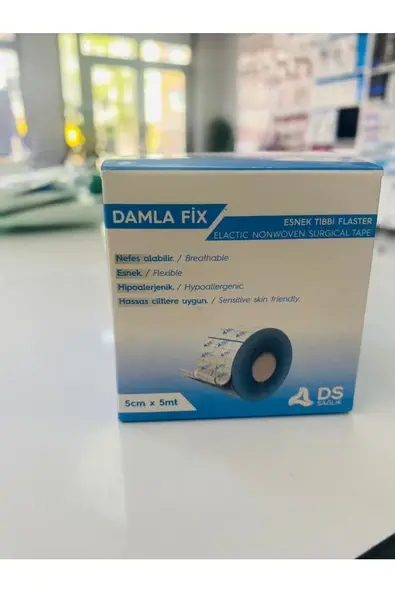 DAMLA FİX
ESNEK TIBBİ FLASTER
ELACTIC NONWOVEN SURGICAL TAPE
Nefes alabilir. / Breathable
Esnek. / Flexible
Hipoalerjenik. / Hypoallergenic.
Hassas ciltlere uygun. / Sensitive skin friendly.
5cm x 5mt
DS
SAĞLIK